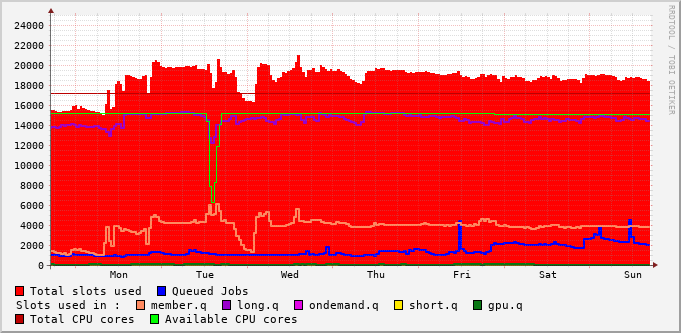 24000
22000
20000
18000
16000
14000
12000
10000
8000
6000
4000
2000
0
Mon Tue Wed Thu Fri Sat Sun
RRDTOOL / TOBI OETIKER
Total slots used Queued Jobs
Slots used in : member.q long.q ondemand.q short.q gpu.q
Total CPU cores Available CPU cores